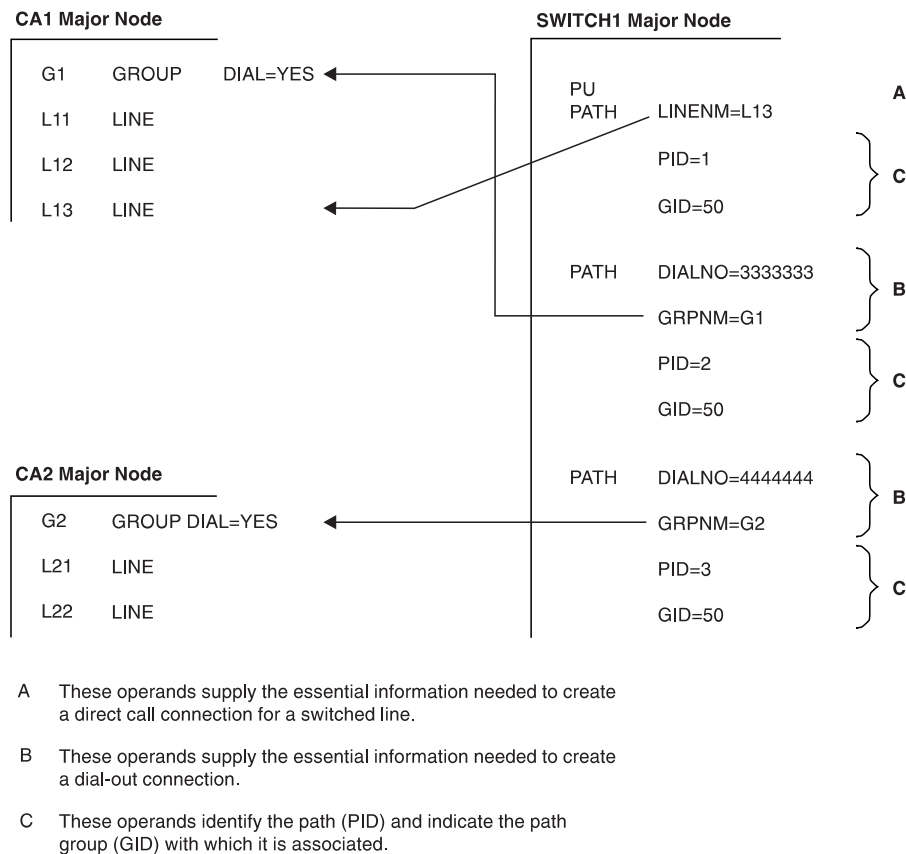 CA1 Major Node
G1 GROUP DIAL=YES
L11 LINE
L12 LINE
L13 LINE
SWITCH1 Major Node
PU
PATH LINENM=L13
A
PID=1
GID=50
C
PATH DIALNO=3333333
GRPNM=G1
B
PID=2
GID=50
C
CA2 Major Node
G2 GROUP DIAL=YES
L21 LINE
L22 LINE
PATH DIALNO=4444444
GRPNM=G2
B
PID=3
GID=50
C
A These operands supply the essential information needed to create
a direct call connection for a switched line.
B These operands supply the essential information needed to create
a dial-out connection.
C These operands identify the path (PID) and indicate the path
group (GID) with which it is associated.